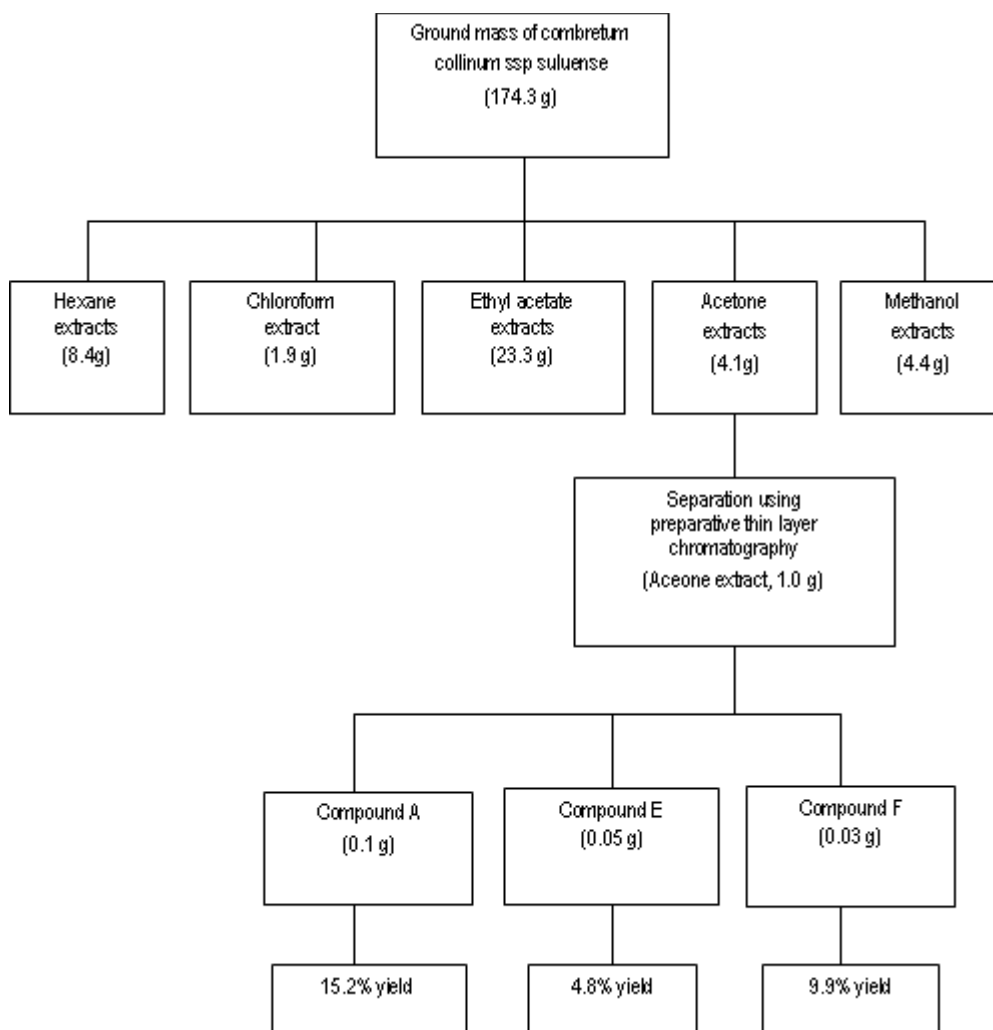 Ground mass of combretum
collinum ssp suluense
(174.3 g)
Hexane
extracts
(8.4g)
Chloroform
extract
(1.9 g)
Ethyl acetate
extracts
(23.3 g)
Acetone
extracts
(4.1g)
Methanol
extracts
(4.4 g)
Separation using
preparative thin layer
chromatography
(Aceone extract, 1.0 g)
Compound A
(0.1 g)
Compound E
(0.05 g)
Compound F
(0.03 g)
15.2% yield
4.8% yield
9.9% yield